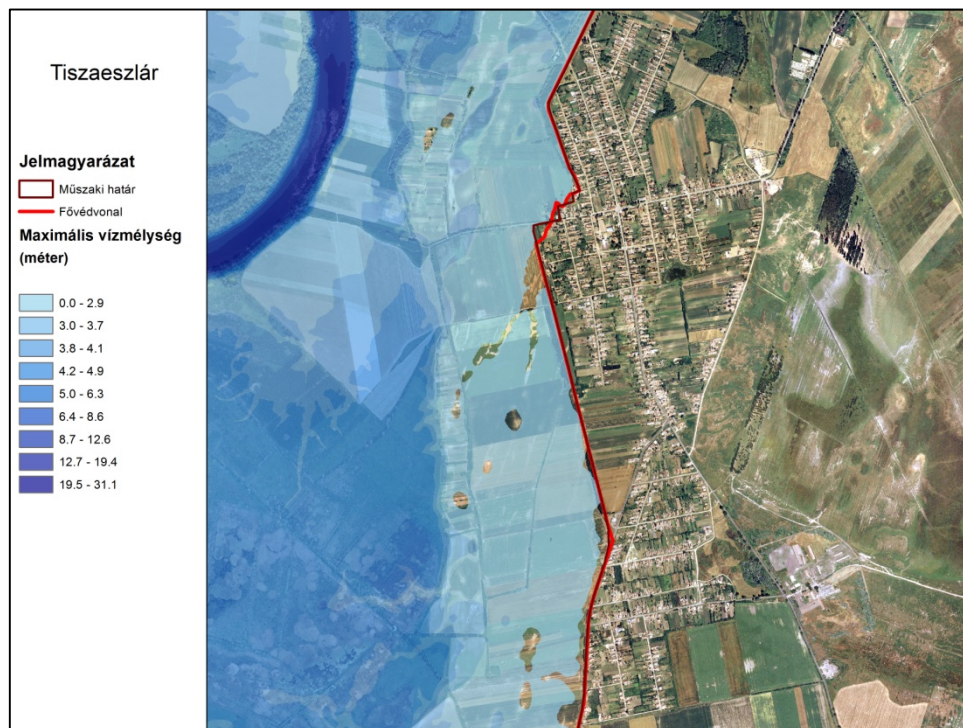 Tiszaeszlár
Jelmagyarázat
Műszaki határ
Fővédvonal
Maximális vízmélység
(méter)
0.0 - 2.9
3.0 - 3.7
3.8 - 4.1
4.2 - 4.9
5.0 - 6.3
6.4 - 8.6
8.7 - 12.6
12.7 - 19.4
19.5 - 31.1